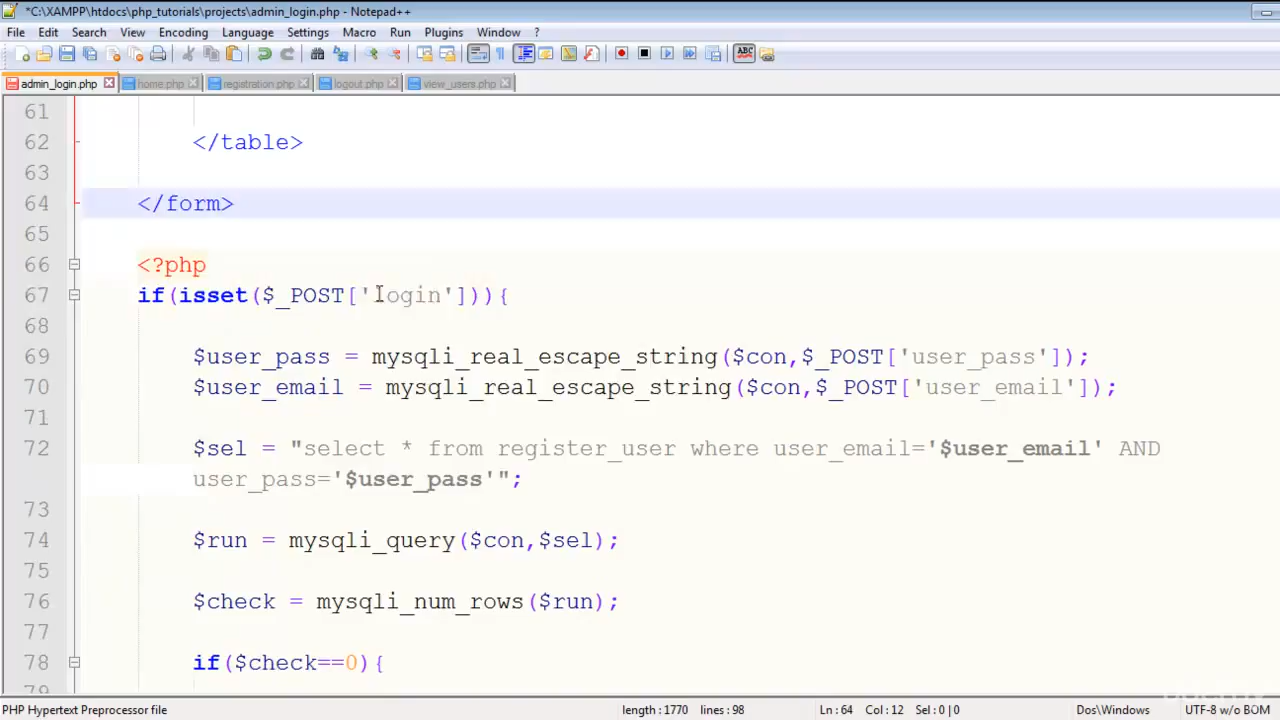 *C:\XAMPP\htdocs\php_tutorials\projects\admin_login.php - Notepad++
File Edit Search View Encoding Language Settings Macro Run Plugins Window ?
admin_login.php home.php registration.php logout.php view_users.php
61
62 </table>
63
64 </form>
65
66 <?php
67 if(isset($_POST['login'])){
68
69 $user_pass = mysqli_real_escape_string($con,$_POST['user_pass']);
70 $user_email = mysqli_real_escape_string($con,$_POST['user_email']);
71
72 $sel = "select * from register_user where user_email='$user_email' AND
user_pass='$user_pass'";
73
74 $run = mysqli_query($con,$sel);
75
76 $check = mysqli_num_rows($run);
77
78 if($check==0){
79
PHP Hypertext Preprocessor file length : 1770 lines : 98 Ln : 64 Col : 12 Sel : 0 | 0 Dos\Windows UTF-8 w/o BOM